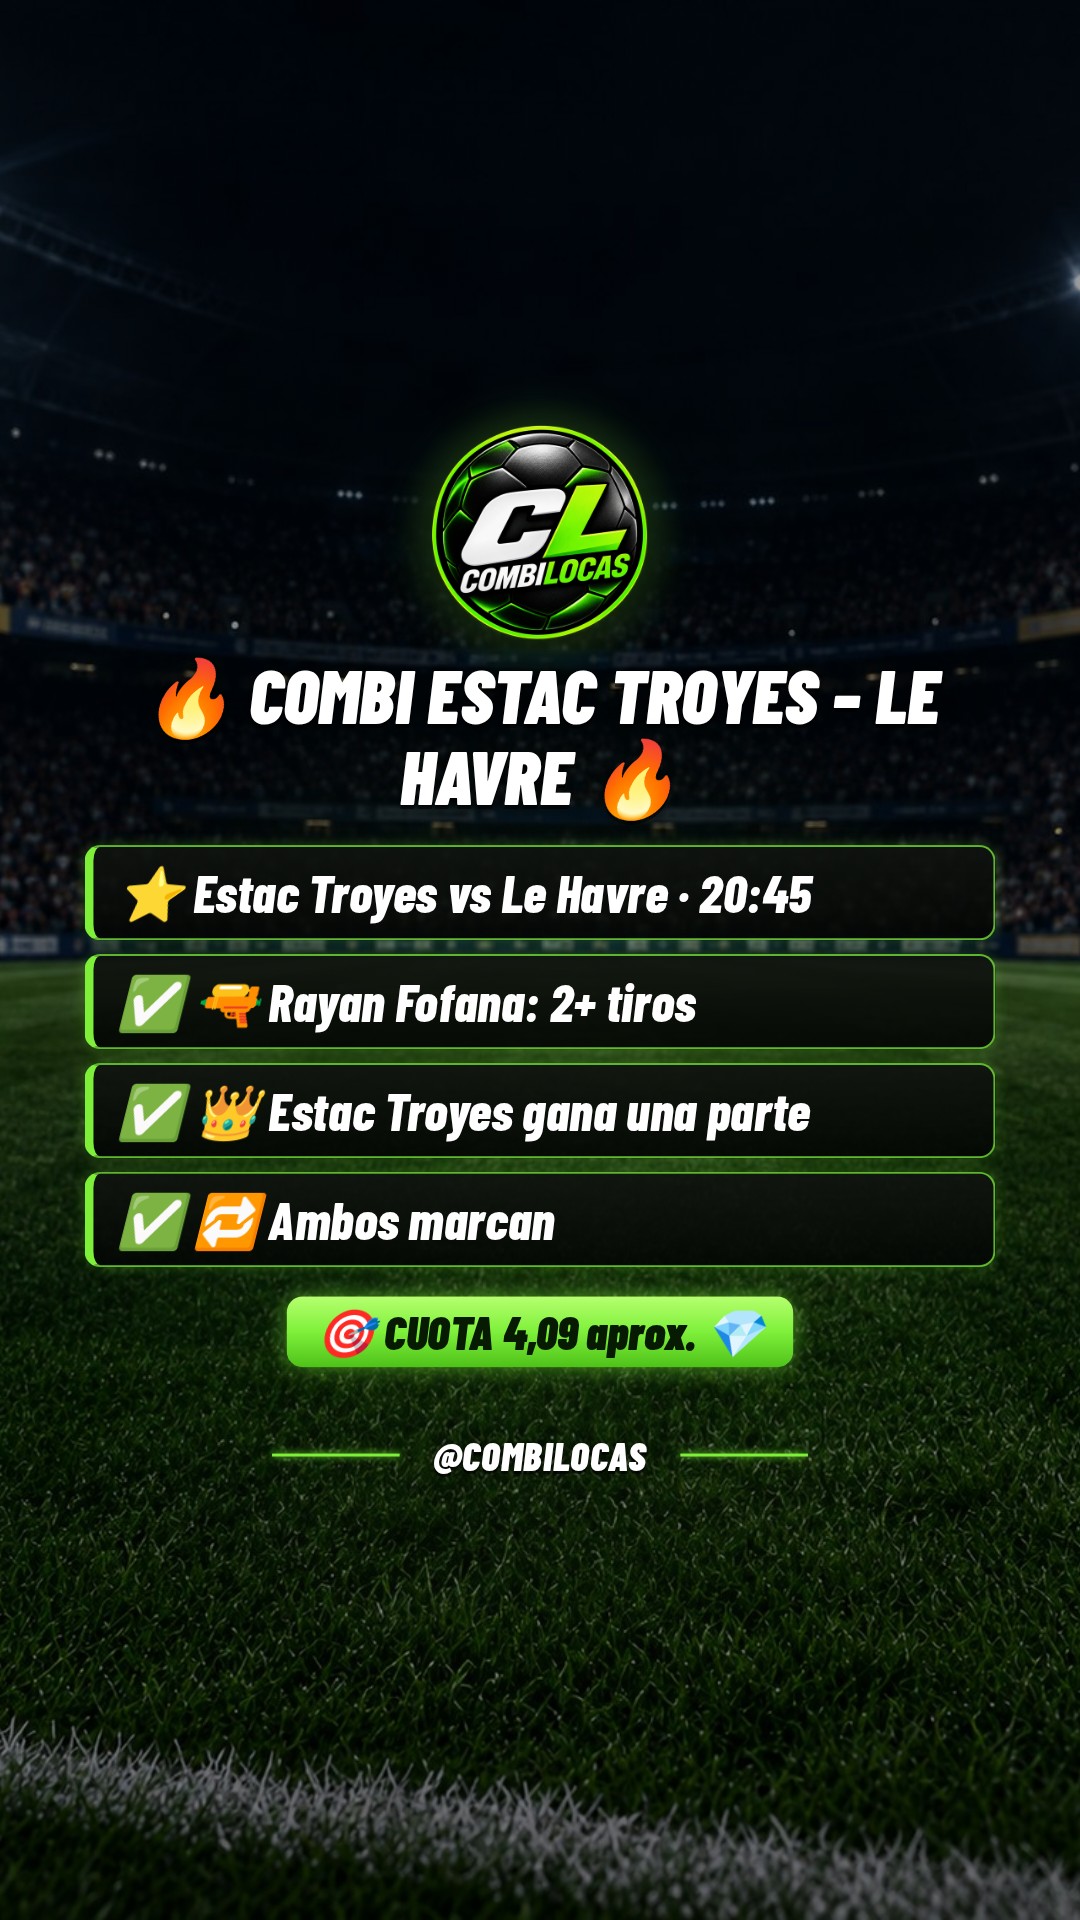 CL
COMBILOCAS
🔥 COMBI ESTAC TROYES - LE
HAVRE 🔥
⭐ Estac Troyes vs Le Havre · 20:45
✅ 🔫 Rayan Fofana: 2+ tiros
✅ 👑 Estac Troyes gana una parte
✅ 🔁 Ambos marcan
🎯 CUOTA 4,09 aprox. 💎
@COMBILOCAS